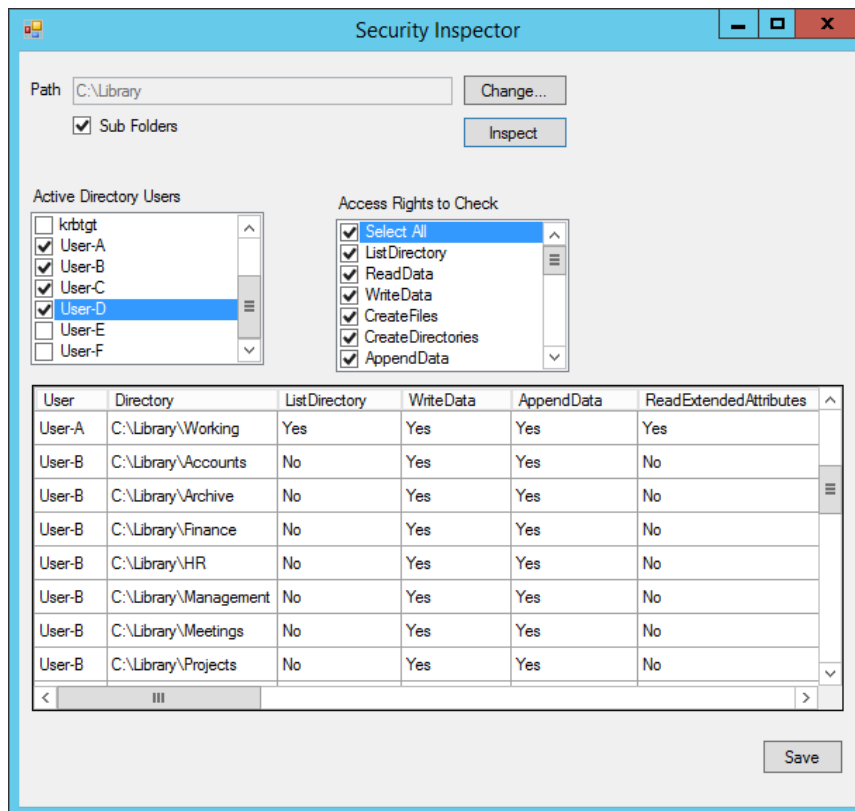 Security Inspector
Path C:\Library Change...
Sub Folders
Inspect
Active Directory Users
krbtgt
User-A
User-B
User-C
User-D
User-E
User-F
Access Rights to Check
Select All
ListDirectory
ReadData
WriteData
CreateFiles
CreateDirectories
AppendData
User Directory ListDirectory WriteData AppendData ReadExtendedAttributes
User-A C:\Library\Working Yes Yes Yes Yes
User-B C:\Library\Accounts No Yes Yes No
User-B C:\Library\Archive No Yes Yes No
User-B C:\Library\Finance No Yes Yes No
User-B C:\Library\HR No Yes Yes No
User-B C:\Library\Management No Yes Yes No
User-B C:\Library\Meetings No Yes Yes No
User-B C:\Library\Projects No Yes Yes No
Save